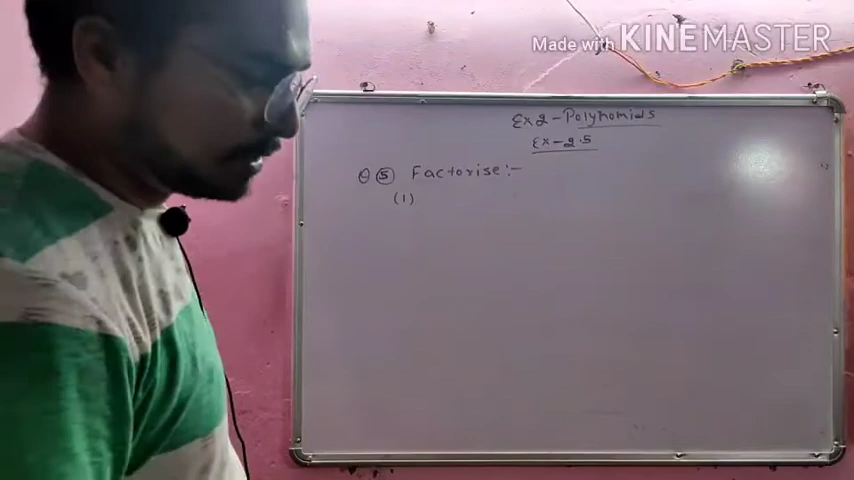 Made with KINEMASTER
Ex 2 - Polynomials
Ex - 2.5
Q ⑤ Factorise :-
(1)